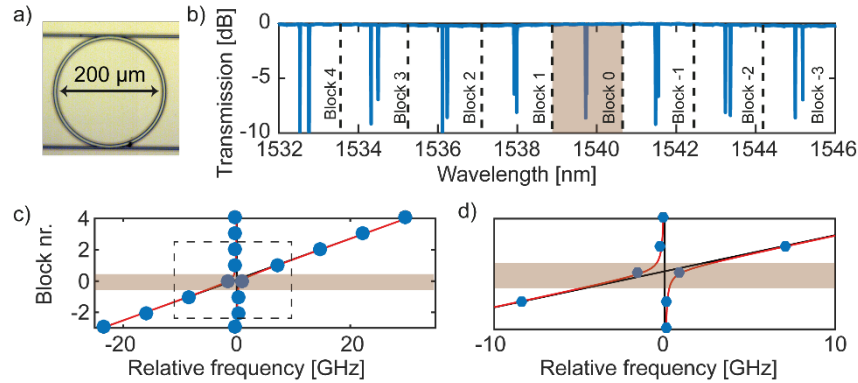 a)
200 µm
b)
Transmission [dB]
0
-5
-10
Block 4
Block 3
Block 2
Block 1
Block 0
Block -1
Block -2
Block -3
1532 1534 1536 1538 1540 1542 1544 1546
Wavelength [nm]
c)
Block nr.
4
2
0
-2
-20 0 20
Relative frequency [GHz]
d)
-10 0 10
Relative frequency [GHz]